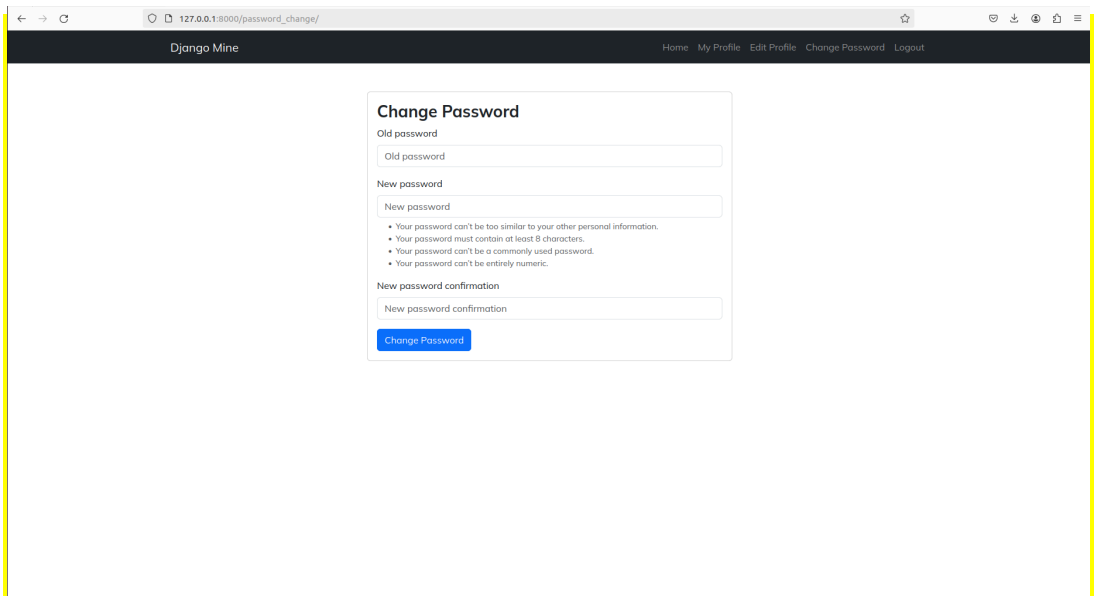 127.0.0.1:8000/password_change/
Django Mine Home My Profile Edit Profile Change Password Logout
Change Password
Old password
Old password
New password
New password
• Your password can't be too similar to your other personal information.
• Your password must contain at least 8 characters.
• Your password can't be a commonly used password.
• Your password can't be entirely numeric.
New password confirmation
New password confirmation
Change Password